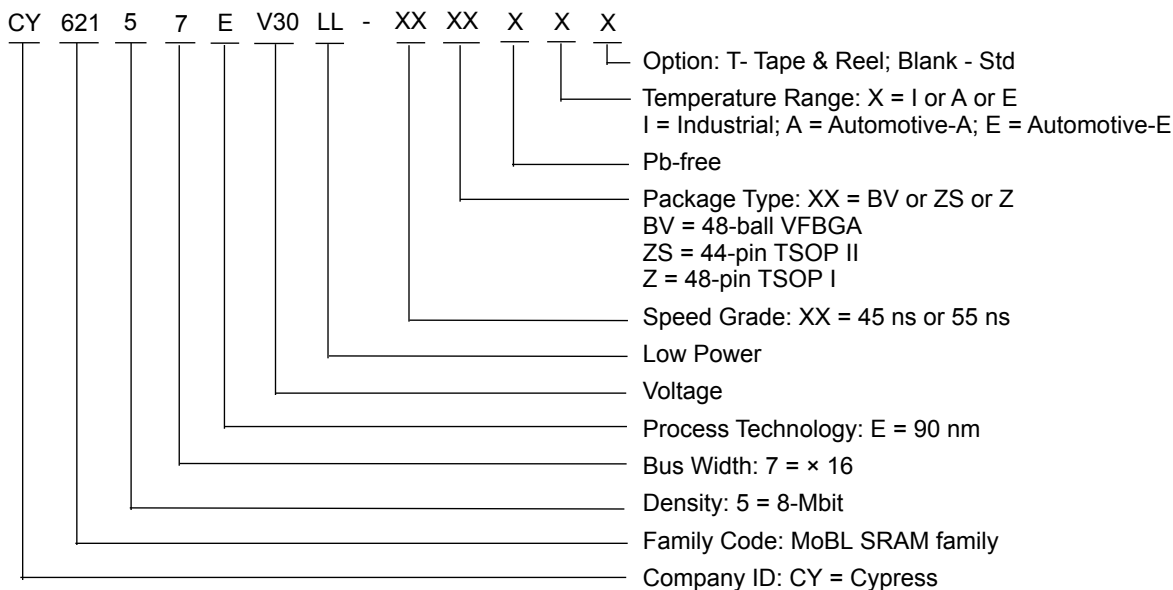 CY 621 5 7 E V30 LL - XX XX X X X
Option: T- Tape & Reel; Blank - Std
Temperature Range: X = I or A or E
I = Industrial; A = Automotive-A; E = Automotive-E
Pb-free
Package Type: XX = BV or ZS or Z
BV = 48-ball VFBGA
ZS = 44-pin TSOP II
Z = 48-pin TSOP I
Speed Grade: XX = 45 ns or 55 ns
Low Power
Voltage
Process Technology: E = 90 nm
Bus Width: 7 = × 16
Density: 5 = 8-Mbit
Family Code: MoBL SRAM family
Company ID: CY = Cypress